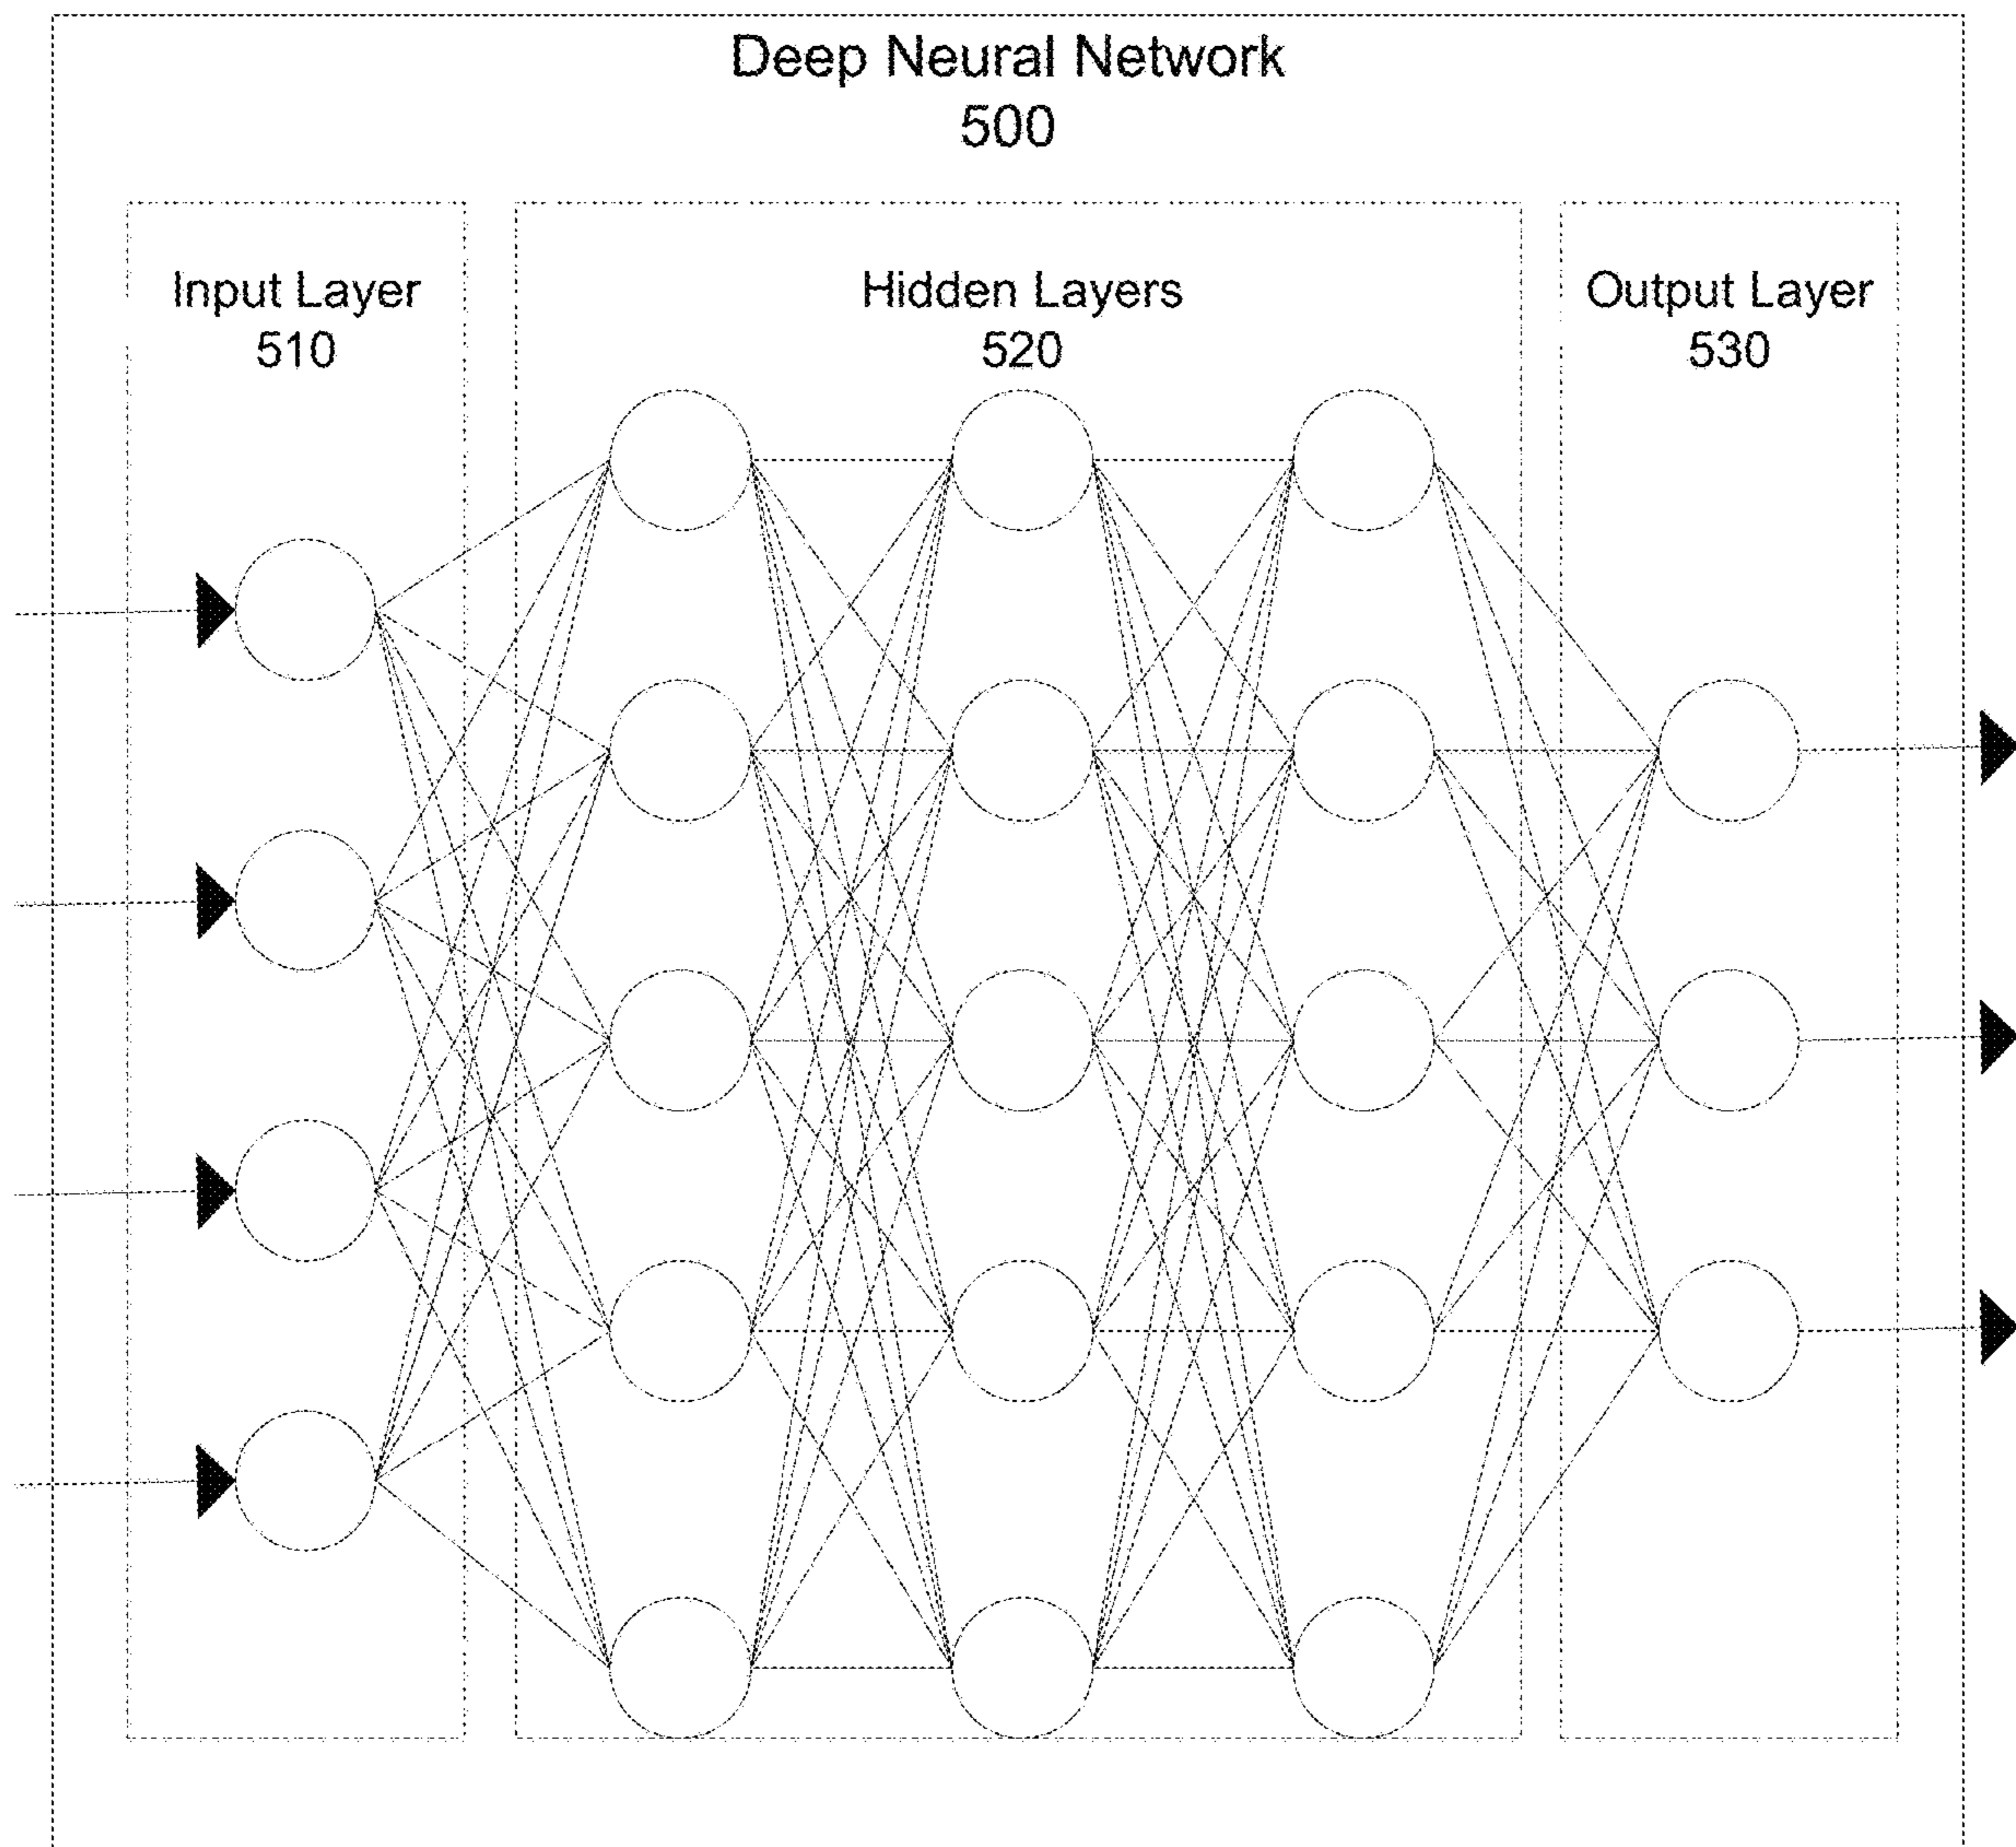 Deep Neural Network
500
Input Layer
510
Hidden Layers
520
Output Layer
530